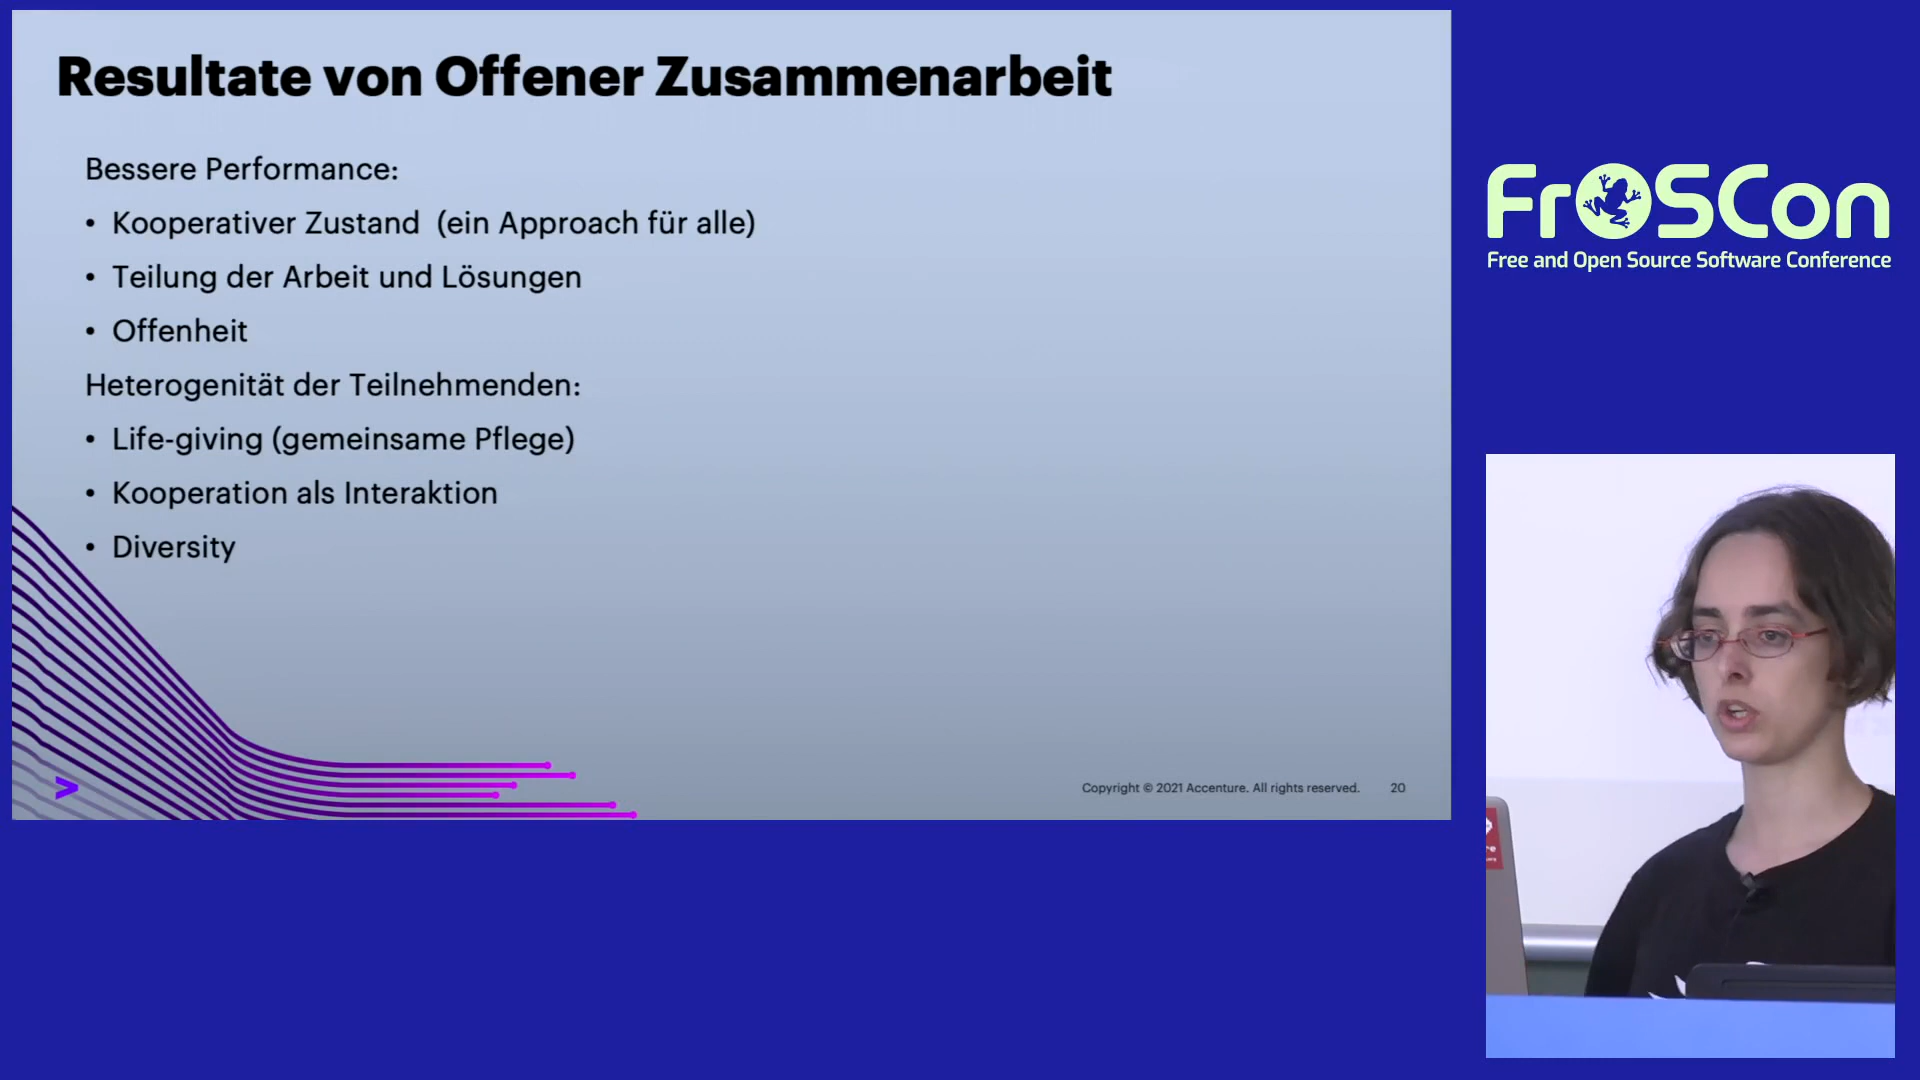 Resultate von Offener Zusammenarbeit
Bessere Performance:
• Kooperativer Zustand (ein Approach für alle)
• Teilung der Arbeit und Lösungen
• Offenheit
Heterogenität der Teilnehmenden:
• Life-giving (gemeinsame Pflege)
• Kooperation als Interaktion
• Diversity
>
Copyright © 2021 Accenture. All rights reserved. 20
FrOSCon
Free and Open Source Software Conference